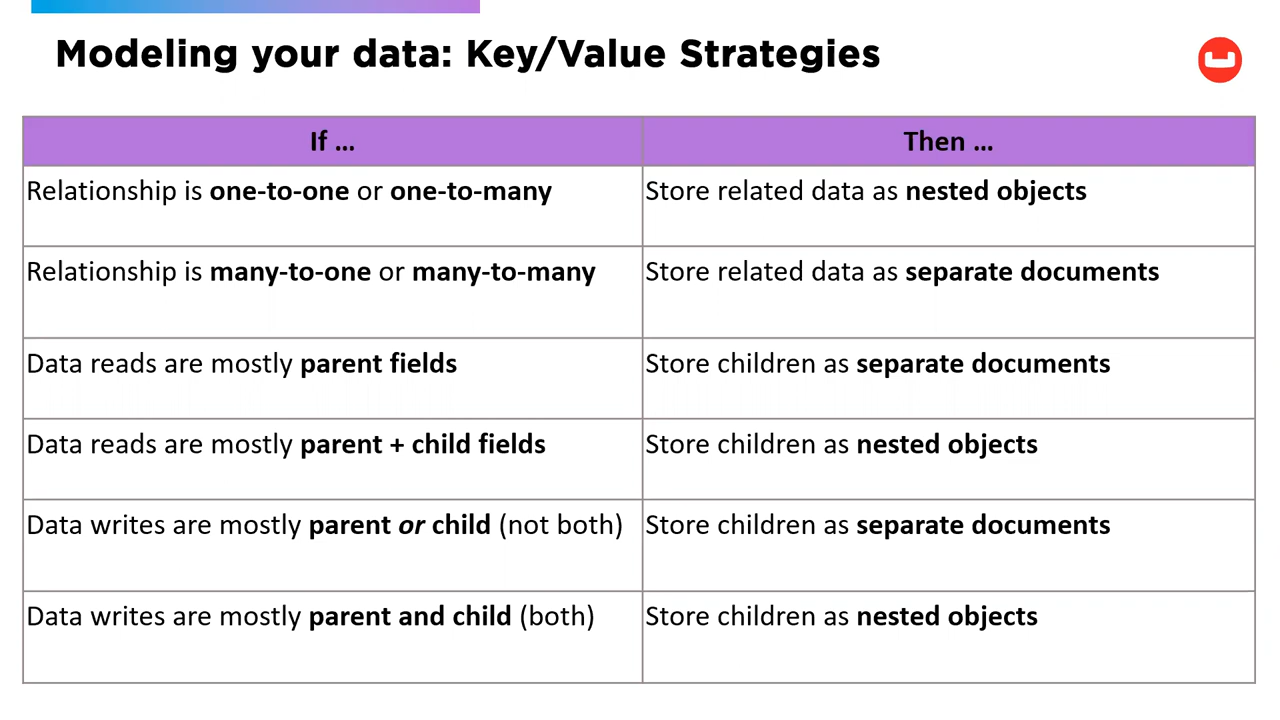 Modeling your data: Key/Value Strategies
If ...
Then ...
Relationship is one-to-one or one-to-many
Store related data as nested objects
Relationship is many-to-one or many-to-many
Store related data as separate documents
Data reads are mostly parent fields
Store children as separate documents
Data reads are mostly parent + child fields
Store children as nested objects
Data writes are mostly parent or child (not both)
Store children as separate documents
Data writes are mostly parent and child (both)
Store children as nested objects